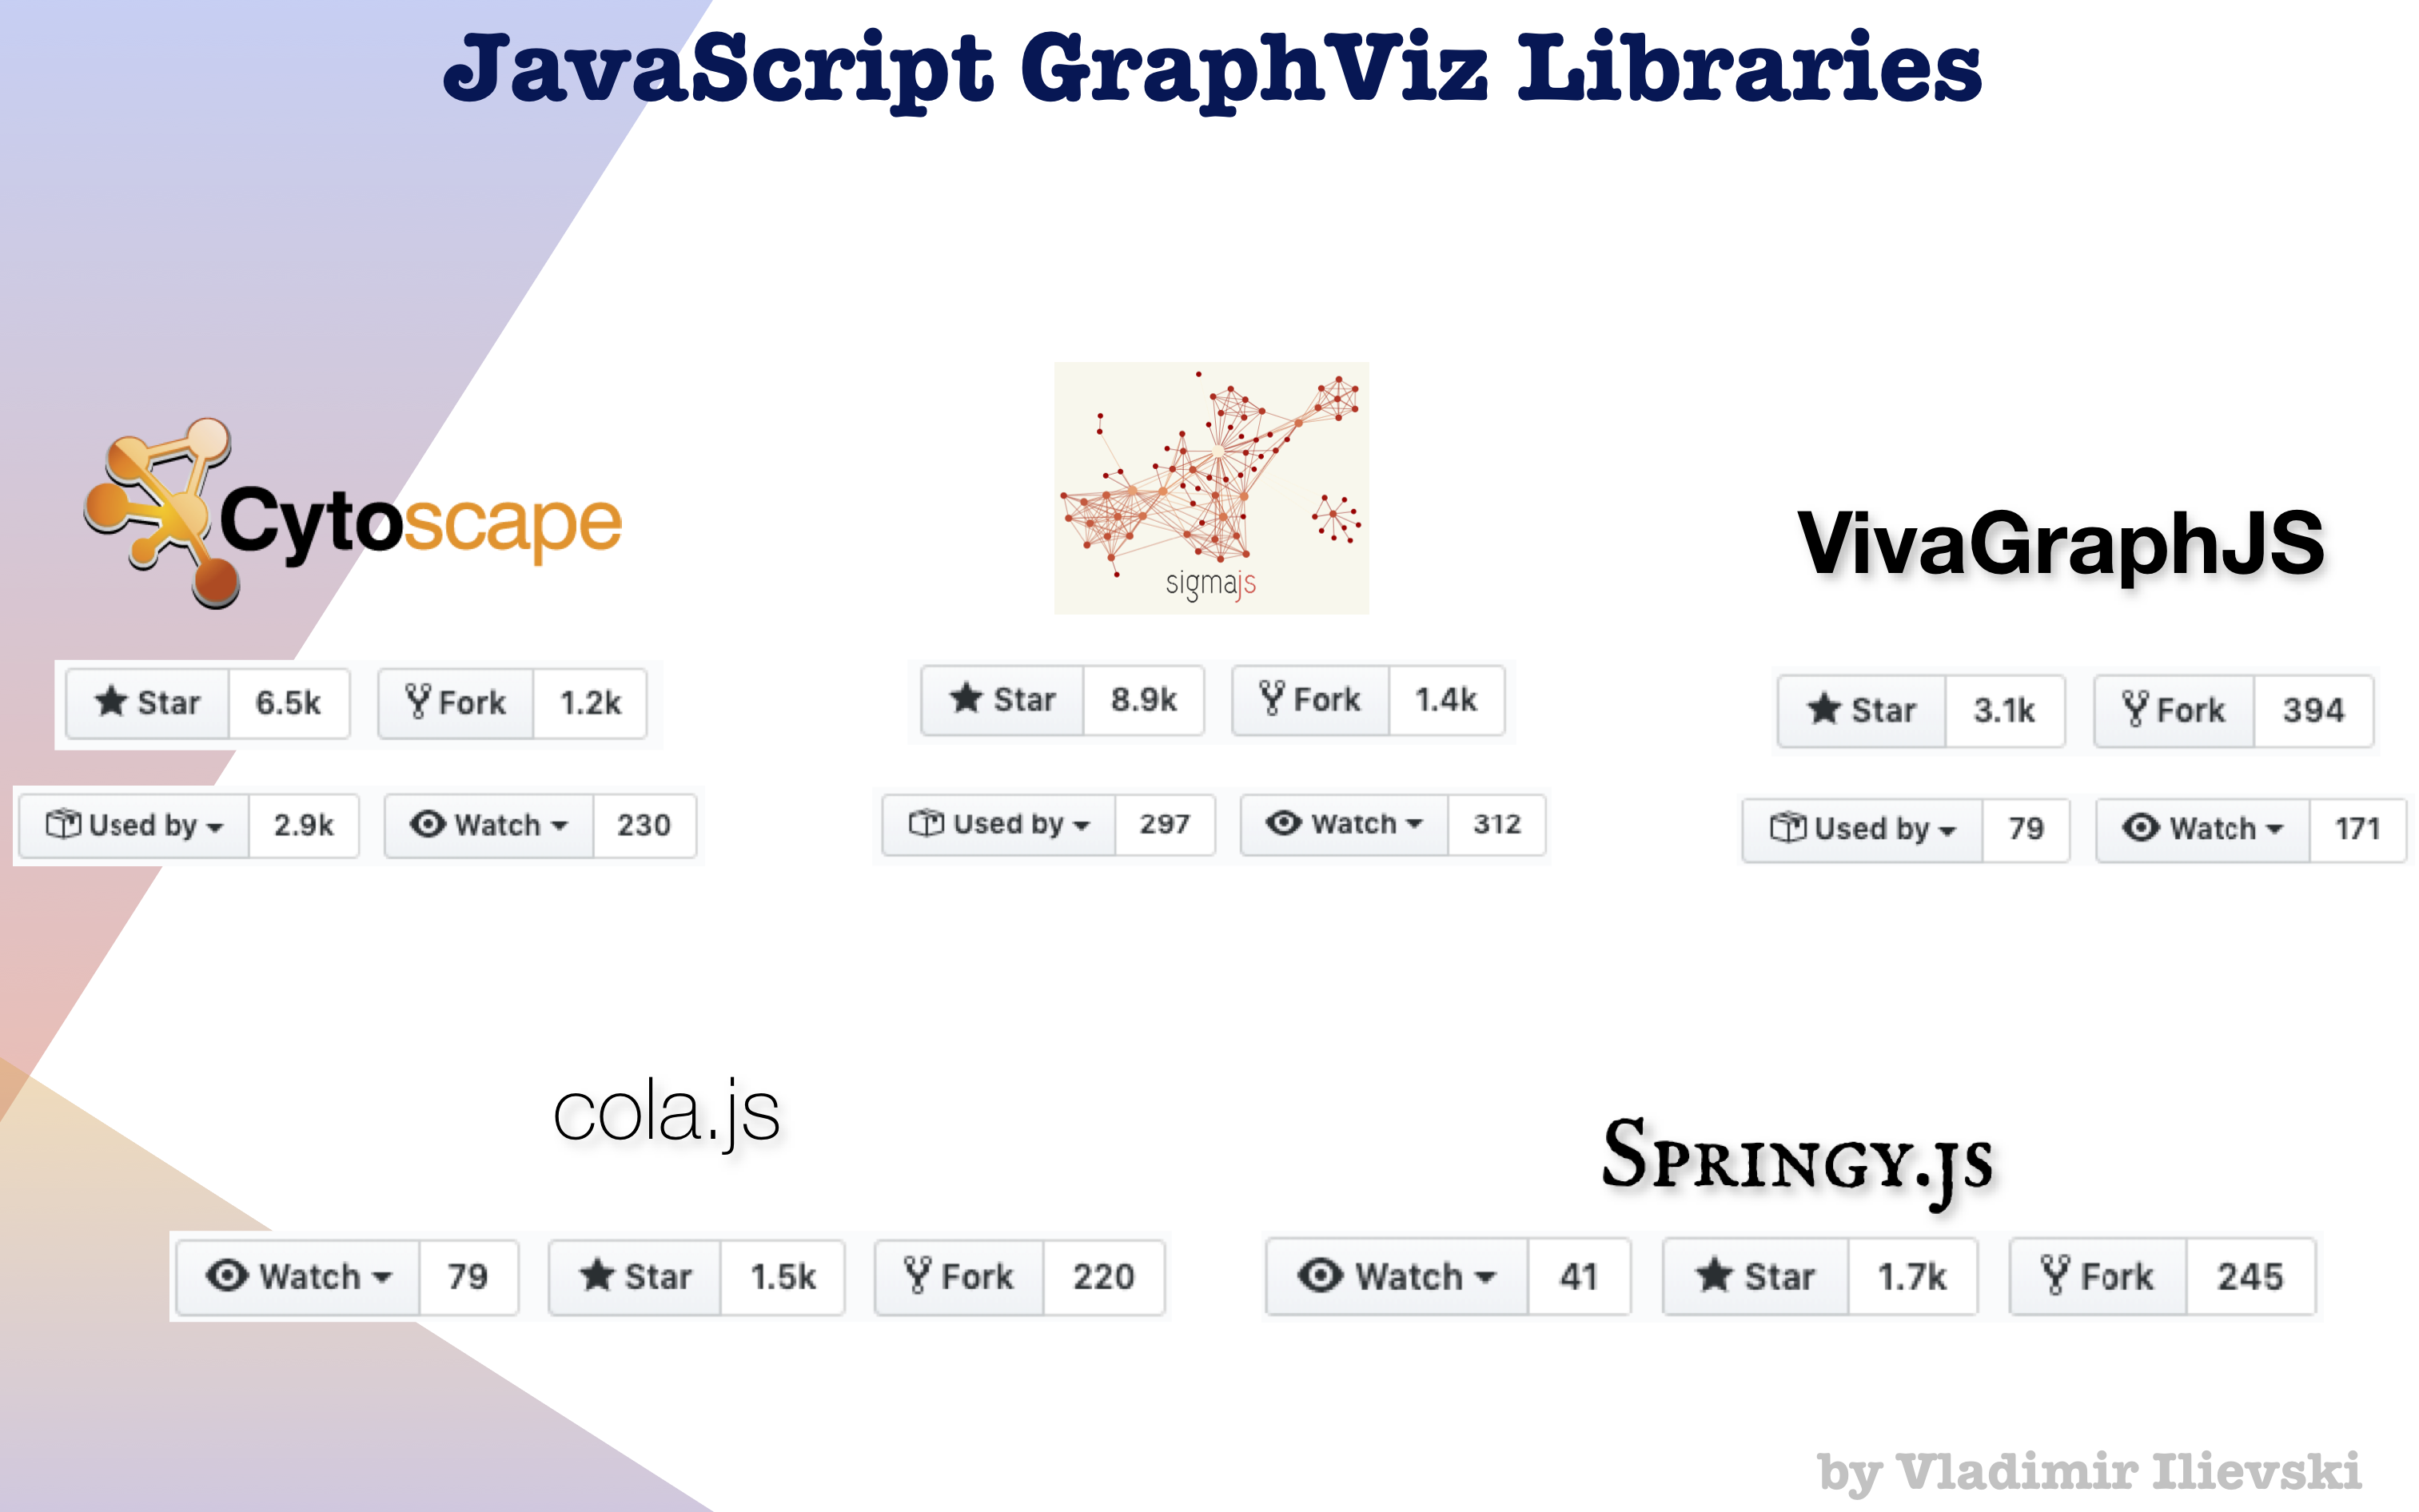 JavaScript GraphViz Libraries
Cytoscape
Star 6.5k Fork 1.2k
Used by 2.9k Watch 230
sigmajs
Star 8.9k Fork 1.4k
Used by 297 Watch 312
VivaGraphJS
Star 3.1k Fork 394
Used by 79 Watch 171
cola.js
Watch 79 Star 1.5k Fork 220
Springy.js
Watch 41 Star 1.7k Fork 245
by Vladimir Ilievski